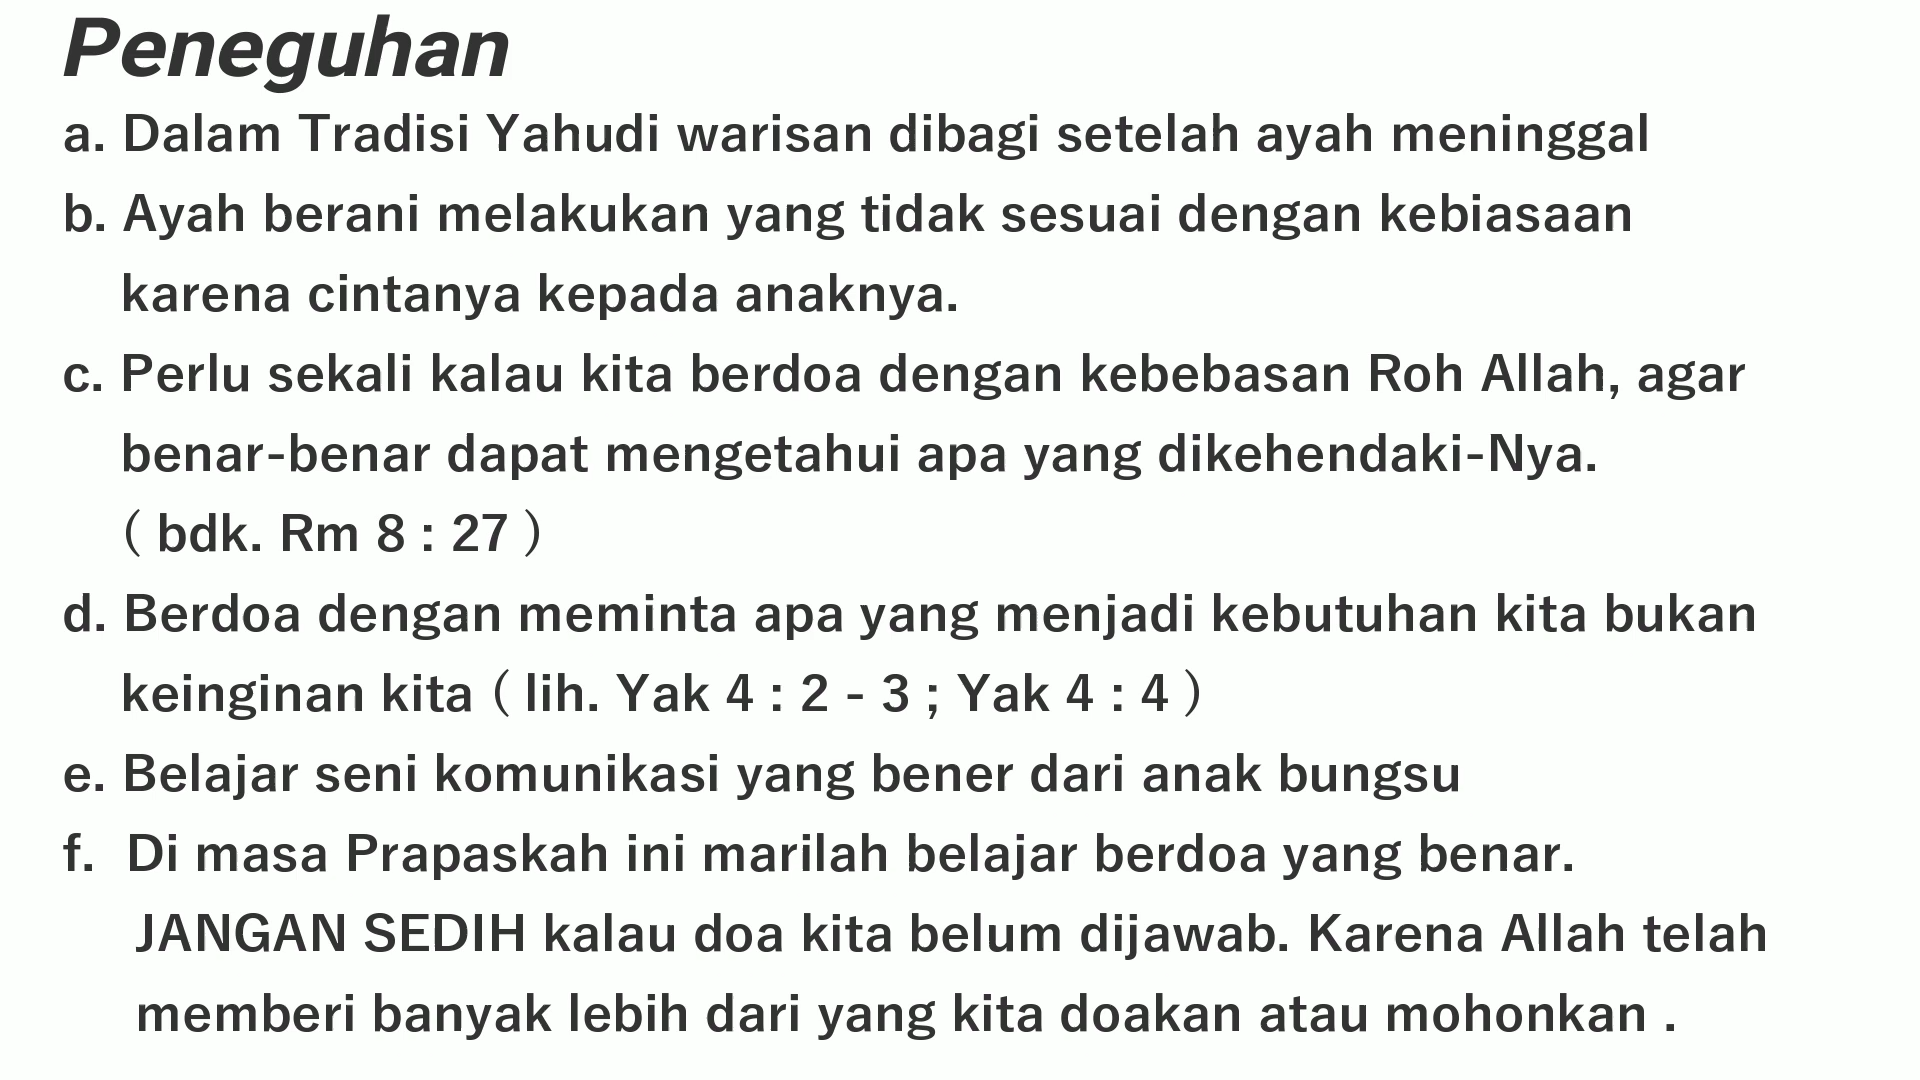 Peneguhan
a. Dalam Tradisi Yahudi warisan dibagi setelah ayah meninggal
b. Ayah berani melakukan yang tidak sesuai dengan kebiasaan
karena cintanya kepada anaknya.
c. Perlu sekali kalau kita berdoa dengan kebebasan Roh Allah, agar
benar-benar dapat mengetahui apa yang dikehendaki-Nya.
( bdk. Rm 8 : 27 )
d. Berdoa dengan meminta apa yang menjadi kebutuhan kita bukan
keinginan kita ( lih. Yak 4 : 2 - 3 ; Yak 4 : 4 )
e. Belajar seni komunikasi yang bener dari anak bungsu
f. Di masa Prapaskah ini marilah belajar berdoa yang benar.
JANGAN SEDIH kalau doa kita belum dijawab. Karena Allah telah
memberi banyak lebih dari yang kita doakan atau mohonkan .